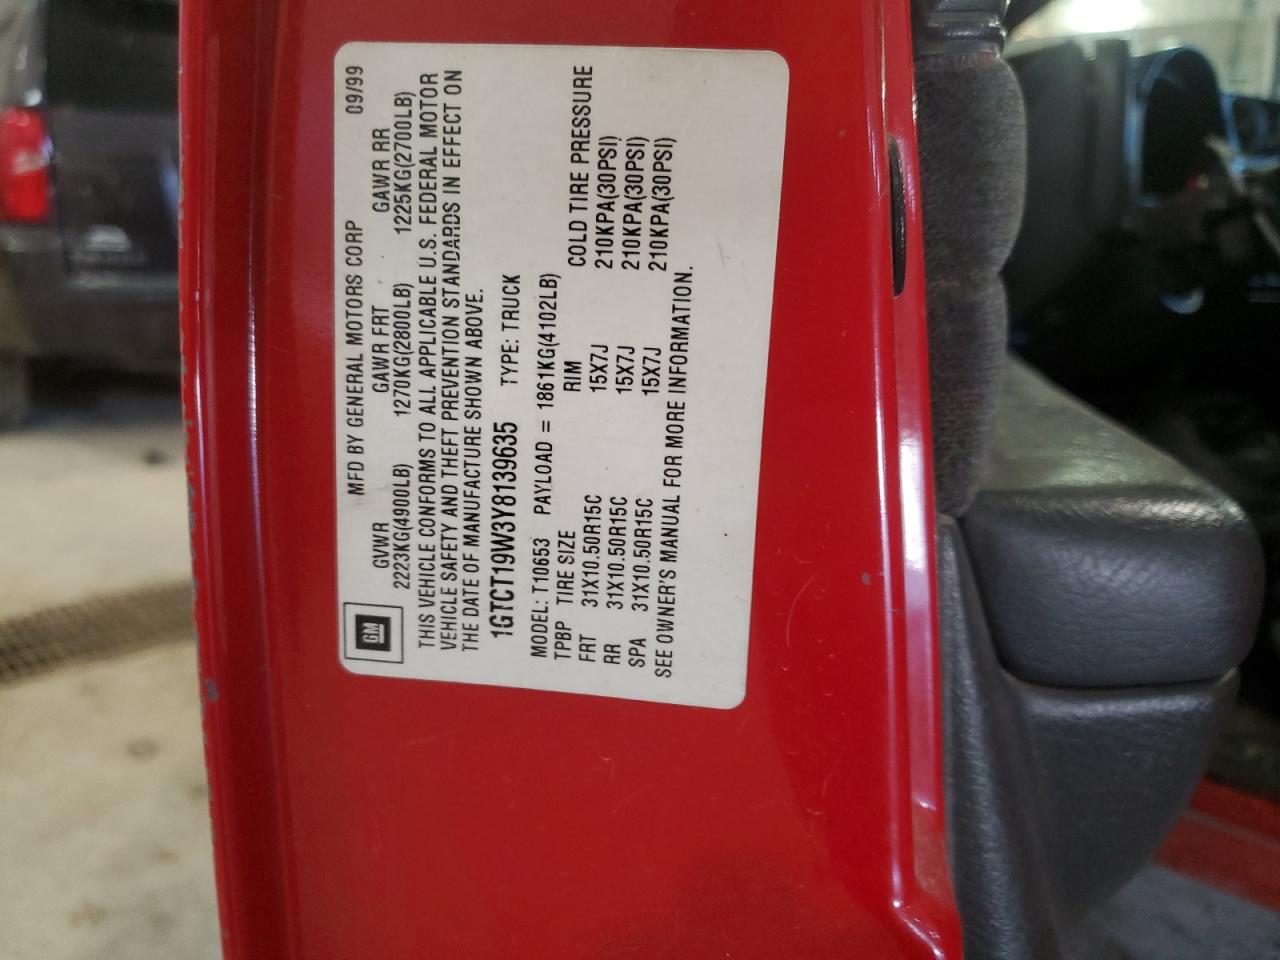 MFD BY GENERAL MOTORS CORP 09/99
GM
GVWR GAWR FRT GAWR RR
2223KG(4900LB) 1270KG(2800LB) 1225KG(2700LB)
THIS VEHICLE CONFORMS TO ALL APPLICABLE U.S. FEDERAL MOTOR
VEHICLE SAFETY AND THEFT PREVENTION STANDARDS IN EFFECT ON
THE DATE OF MANUFACTURE SHOWN ABOVE.
1GTCT19W3Y8139635 TYPE: TRUCK
MODEL: T10653 PAYLOAD = 1861KG(4102LB)
TPBP TIRE SIZE RIM COLD TIRE PRESSURE
FRT 31X10.50R15C 15X7J 210KPA(30PSI)
RR 31X10.50R15C 15X7J 210KPA(30PSI)
SPA 31X10.50R15C 15X7J 210KPA(30PSI)
SEE OWNER'S MANUAL FOR MORE INFORMATION.